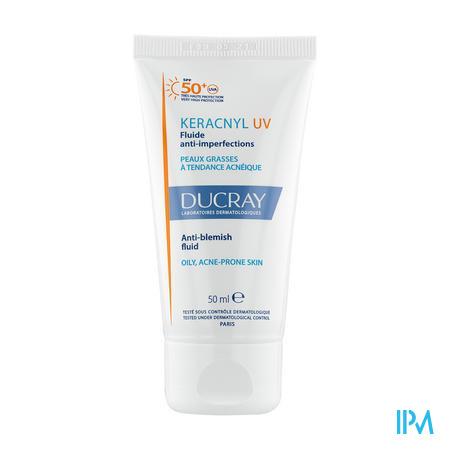 SPF
50+ UVA
TRÈS HAUTE PROTECTION
VERY HIGH PROTECTION
KERACNYL UV
Fluide
anti-imperfections
PEAUX GRASSES
À TENDANCE ACNÉIQUE
DUCRAY
LABORATOIRES DERMATOLOGIQUES
Anti-blemish
fluid
OILY, ACNE-PRONE SKIN
50 ml e
TESTÉ SOUS CONTRÔLE DERMATOLOGIQUE
TESTED UNDER DERMATOLOGICAL CONTROL
PARIS
IPM